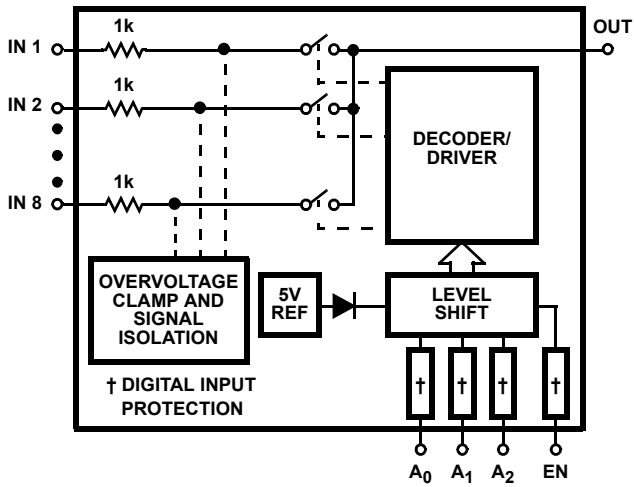 1k
OUT
IN 1
1k
IN 2
DECODER/
DRIVER
1k
IN 8
OVERVOLTAGE
CLAMP AND
SIGNAL
ISOLATION
5V
REF
LEVEL
SHIFT
† DIGITAL INPUT
PROTECTION
† † † †
A0 A1 A2 EN